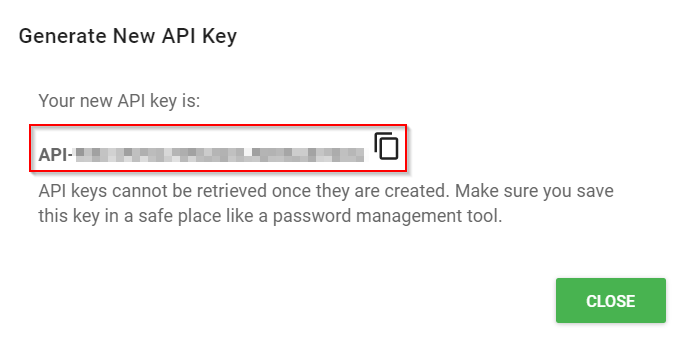 Generate New API Key
Your new API key is:
API-
API keys cannot be retrieved once they are created. Make sure you save
this key in a safe place like a password management tool.
CLOSE